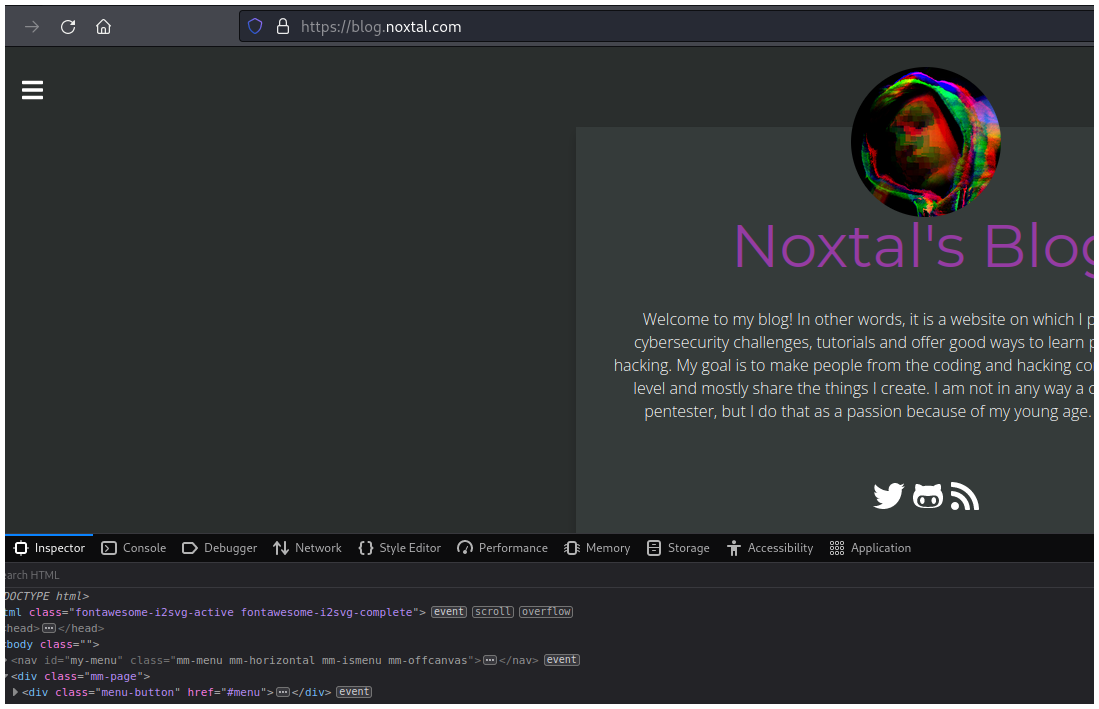 https://blog.noxtal.com
Noxtal's Blog
Welcome to my blog! In other words, it is a website on which I p
cybersecurity challenges, tutorials and offer good ways to learn p
hacking. My goal is to make people from the coding and hacking co
level and mostly share the things I create. I am not in any way a c
pentester, but I do that as a passion because of my young age.
Inspector Console Debugger Network Style Editor Performance Memory Storage Accessibility Application
earch HTML
DOCTYPE html>
tml class="fontawesome-i2svg-active fontawesome-i2svg-complete"> event scroll overflow
<head>···</head>
<body class="">
<nav id="my-menu" class="mm-menu mm-horizontal mm-ismenu mm-offcanvas">···</nav> event
<div class="mm-page">
<div class="menu-button" href="#menu">···</div> event